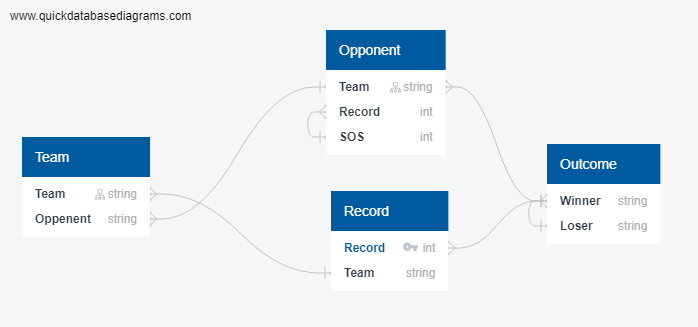 www.quickdatabasediagrams.com
Opponent
Team string
Record int
SOS int
Team
Team string
Oppenent string
Record
Record int
Team string
Outcome
Winner string
Loser string